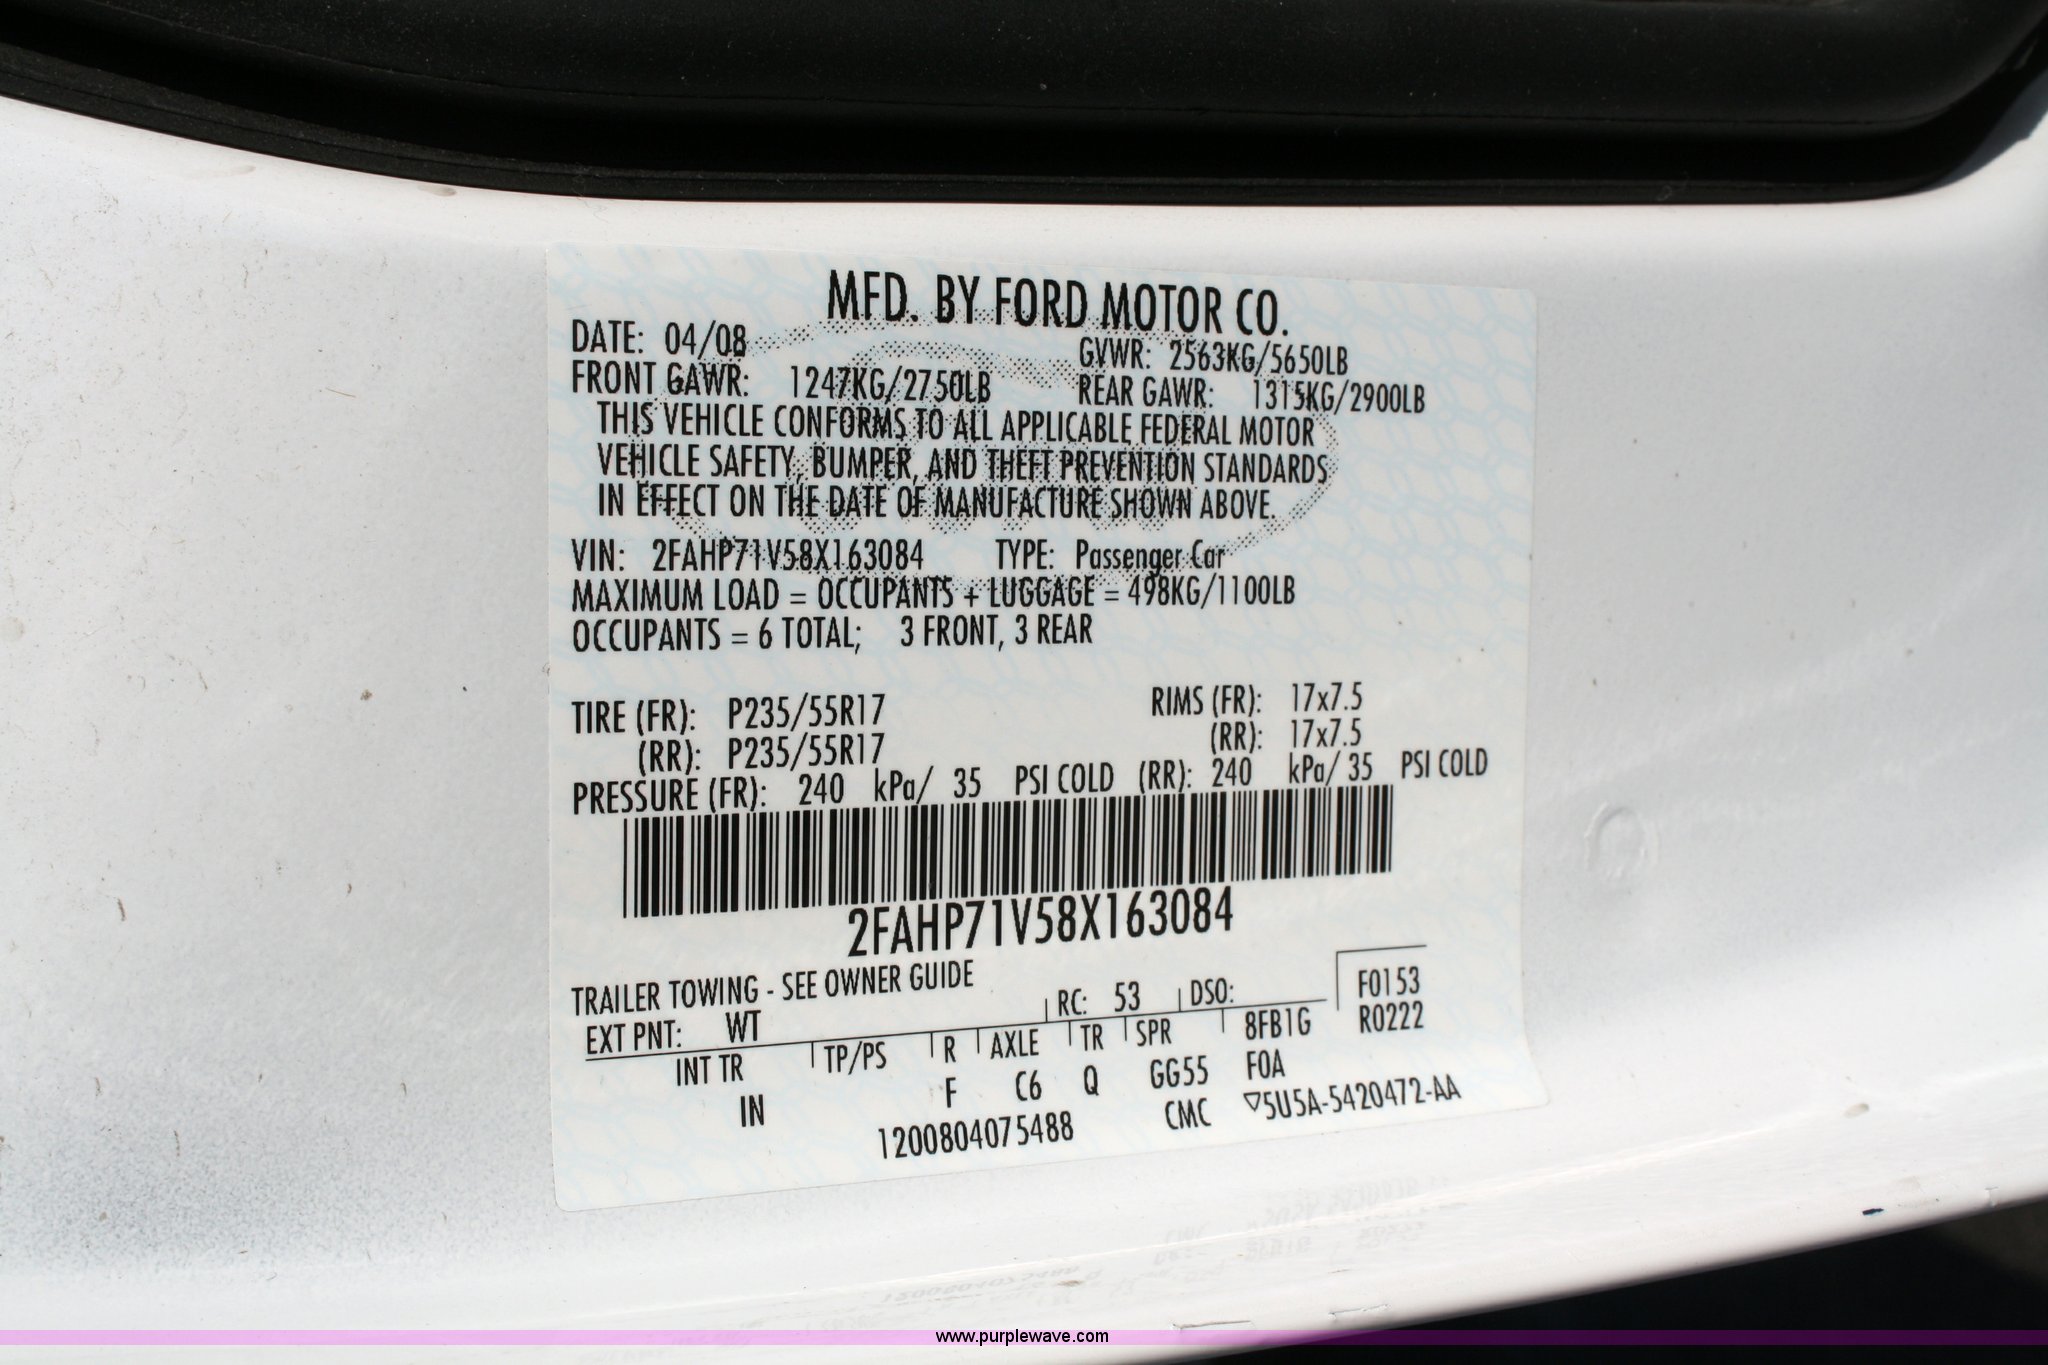 MFD. BY FORD MOTOR CO.
DATE: 04/08 GVWR: 2563KG/5650LB
FRONT GAWR: 1247KG/2750LB REAR GAWR: 1315KG/2900LB
THIS VEHICLE CONFORMS TO ALL APPLICABLE FEDERAL MOTOR
VEHICLE SAFETY, BUMPER, AND THEFT PREVENTION STANDARDS
IN EFFECT ON THE DATE OF MANUFACTURE SHOWN ABOVE.
VIN: 2FAHP71V58X163084 TYPE: Passenger Car
MAXIMUM LOAD = OCCUPANTS + LUGGAGE = 498KG/1100LB
OCCUPANTS = 6 TOTAL; 3 FRONT, 3 REAR
TIRE (FR): P235/55R17 RIMS (FR): 17x7.5
(RR): P235/55R17 (RR): 17x7.5
PRESSURE (FR): 240 kPa/ 35 PSI COLD (RR): 240 kPa/ 35 PSI COLD
2FAHP71V58X163084
TRAILER TOWING - SEE OWNER GUIDE
EXT PNT: WT RC: 53 DSO: F0153
INT TR TP/PS R AXLE TR SPR 8FB1G R0222
IN F C6 Q GG55 F0A
1200804075488 CMC ▽5U5A-5420472-AA
www.purplewave.com